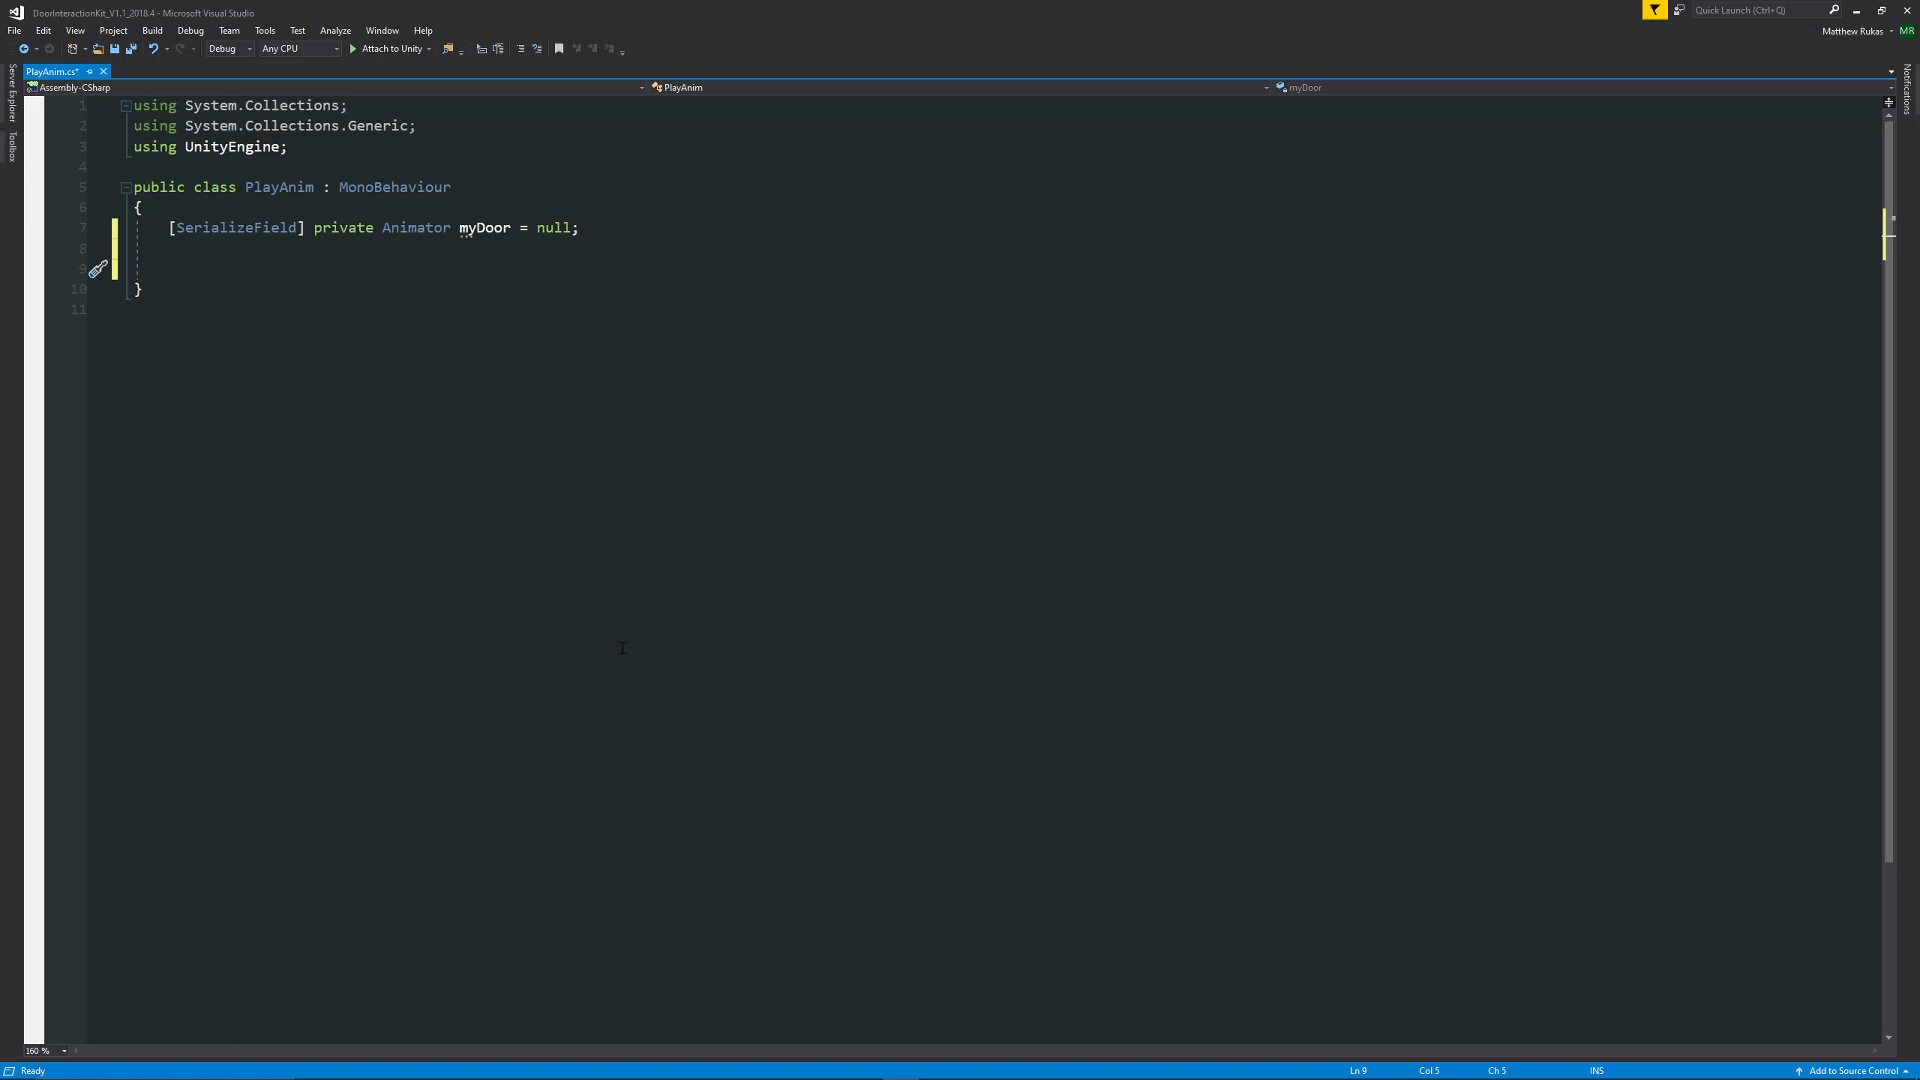 DoorInteractionKit_V1.1_2018.4 - Microsoft Visual Studio
Quick Launch (Ctrl+Q)
File Edit View Project Build Debug Team Tools Test Analyze Window Help
Matthew Rukas MR
Debug Any CPU Attach to Unity
Server Explorer
Toolbox
Notifications
PlayAnim.cs*
Assembly-CSharp PlayAnim myDoor
1 using System.Collections;
2 using System.Collections.Generic;
3 using UnityEngine;
4
5 public class PlayAnim : MonoBehaviour
6 {
7 [SerializeField] private Animator myDoor = null;
8
9
10 }
11
160 %
Ready Ln 9 Col 5 Ch 5 INS Add to Source Control